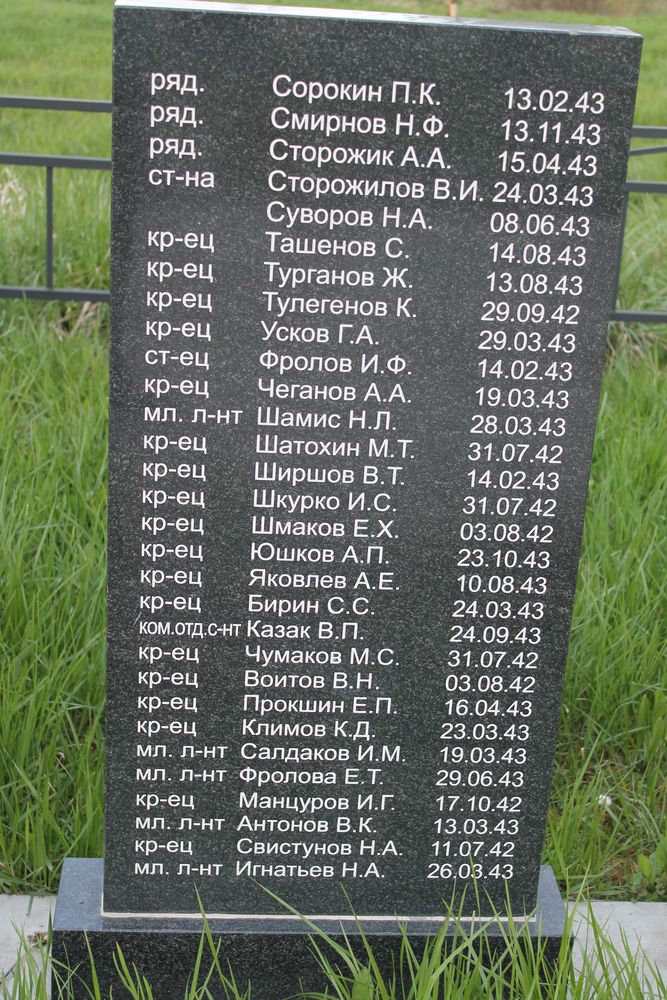 ряд. Сорокин П.К. 13.02.43
ряд. Смирнов Н.Ф. 13.11.43
ряд. Сторожик А.А. 15.04.43
ст-на Сторожилов В.И. 24.03.43
Суворов Н.А. 08.06.43
кр-ец Ташенов С. 14.08.43
кр-ец Турганов Ж. 13.08.43
кр-ец Тулегенов К. 29.09.42
кр-ец Усков Г.А. 29.03.43
ст-ец Фролов И.Ф. 14.02.43
кр-ец Чеганов А.А. 19.03.43
мл. л-нт Шамис Н.Л. 28.03.43
кр-ец Шатохин М.Т. 31.07.42
кр-ец Ширшов В.Т. 14.02.43
кр-ец Шкурко И.С. 31.07.42
кр-ец Шмаков Е.Х. 03.08.42
кр-ец Юшков А.П. 23.10.43
кр-ец Яковлев А.Е. 10.08.43
кр-ец Бирин С.С. 24.03.43
ком.отд.с-нт Казак В.П. 24.09.43
кр-ец Чумаков М.С. 31.07.42
кр-ец Воитов В.Н. 03.08.42
кр-ец Прокшин Е.П. 16.04.43
кр-ец Климов К.Д. 23.03.43
мл. л-нт Салдаков И.М. 19.03.43
мл. л-нт Фролова Е.Т. 29.06.43
кр-ец Манцуров И.Г. 17.10.42
мл. л-нт Антонов В.К. 13.03.43
кр-ец Свистунов Н.А. 11.07.42
мл. л-нт Игнатьев Н.А. 26.03.43